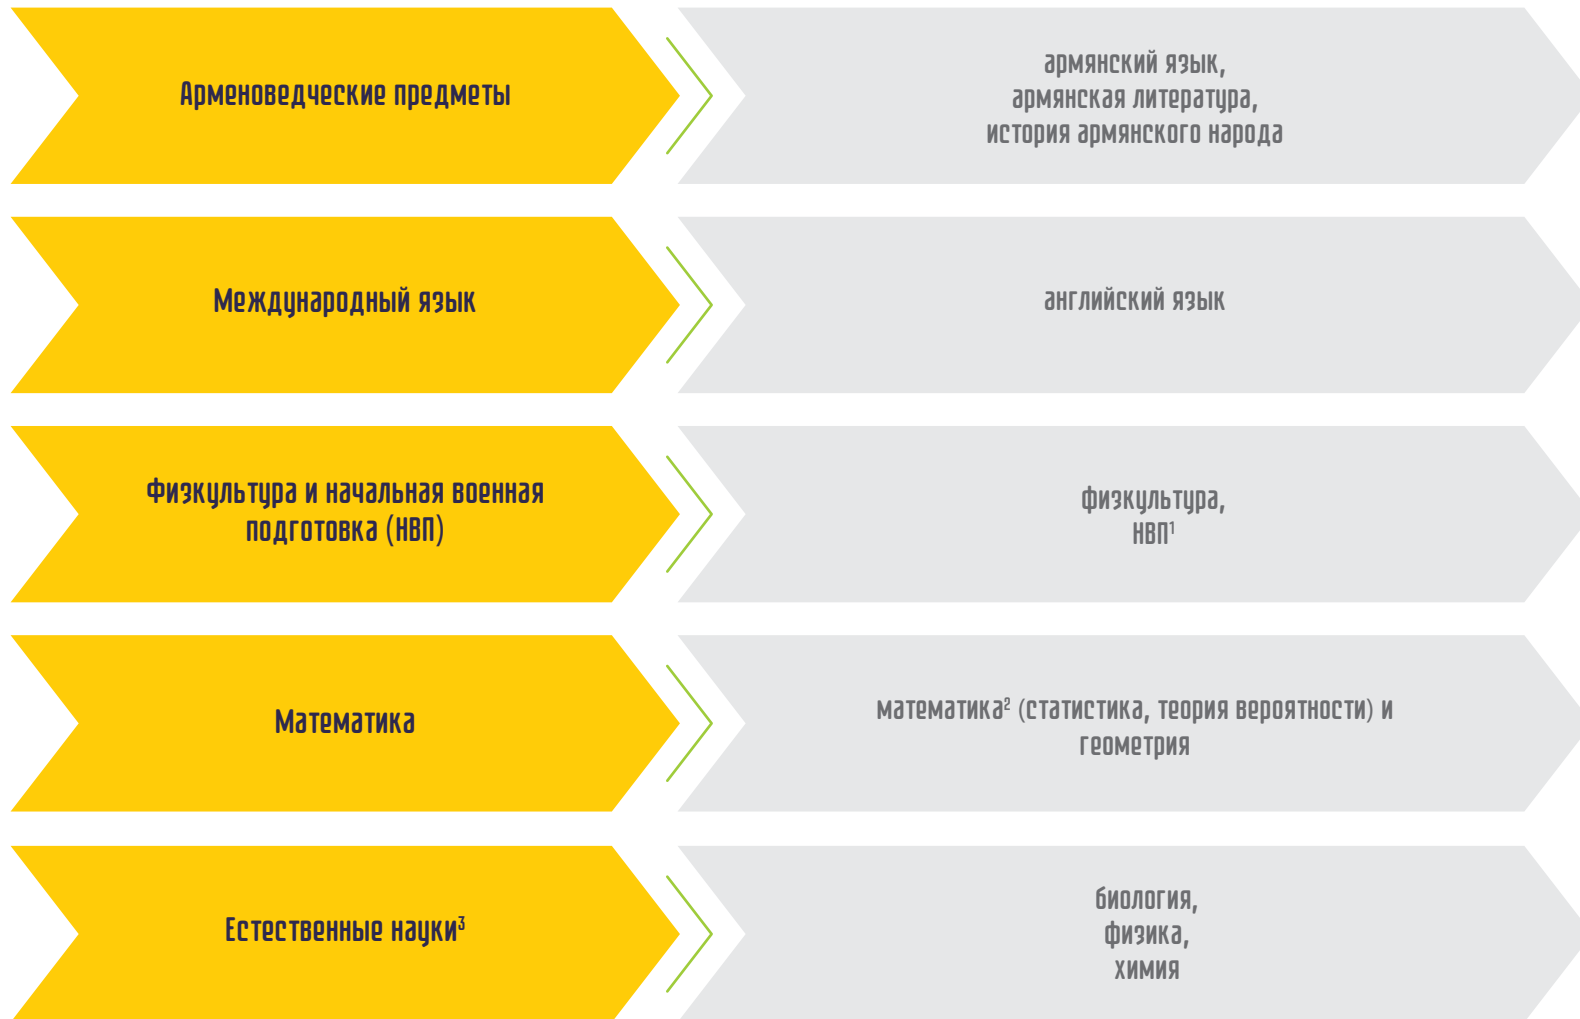 Арменоведческие предметы
армянский язык,
армянская литература,
история армянского народа
Международный язык
английский язык
Физкультура и начальная военная
подготовка (НВП)
физкультура,
НВП¹
Математика
математика² (статистика, теория вероятности) и
геометрия
Естественные науки³
биология,
физика,
химия